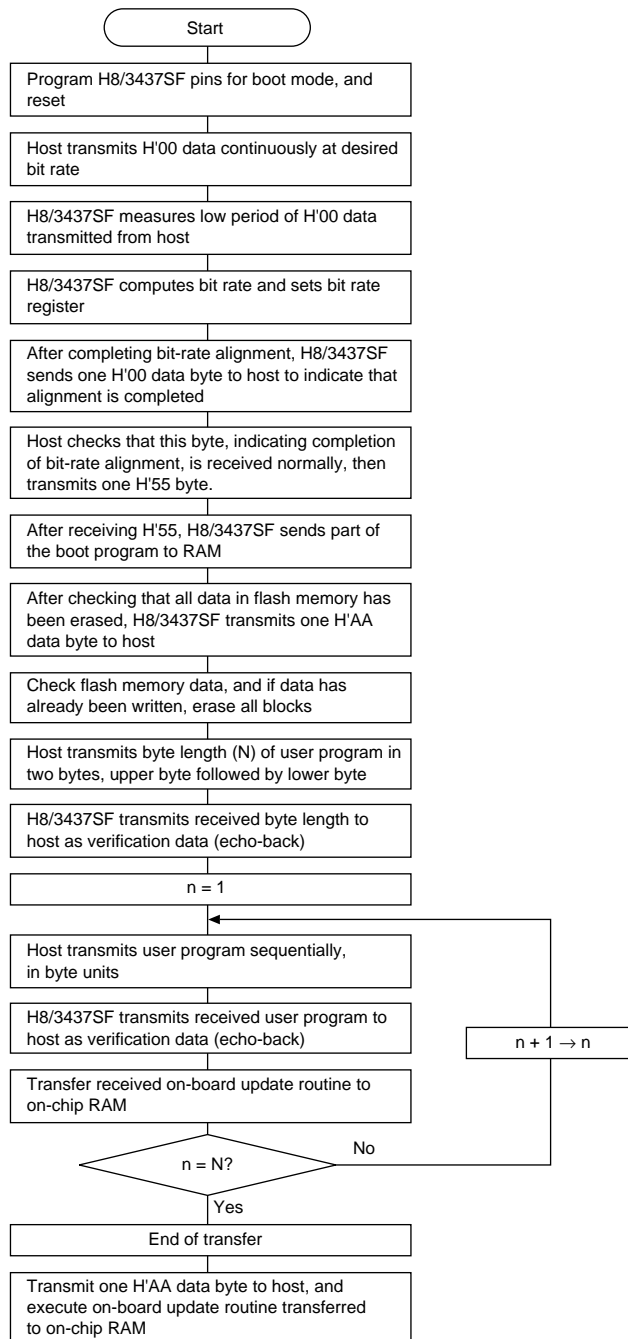 Start
Program H8/3437SF pins for boot mode, and
reset
Host transmits H'00 data continuously at desired
bit rate
H8/3437SF measures low period of H'00 data
transmitted from host
H8/3437SF computes bit rate and sets bit rate
register
After completing bit-rate alignment, H8/3437SF
sends one H'00 data byte to host to indicate that
alignment is completed
Host checks that this byte, indicating completion
of bit-rate alignment, is received normally, then
transmits one H'55 byte.
After receiving H'55, H8/3437SF sends part of
the boot program to RAM
After checking that all data in flash memory has
been erased, H8/3437SF transmits one H'AA
data byte to host
Check flash memory data, and if data has
already been written, erase all blocks
Host transmits byte length (N) of user program in
two bytes, upper byte followed by lower byte
H8/3437SF transmits received byte length to
host as verification data (echo-back)
n = 1
Host transmits user program sequentially,
in byte units
H8/3437SF transmits received user program to
host as verification data (echo-back)
n + 1 → n
Transfer received on-board update routine to
on-chip RAM
n = N?
No
Yes
End of transfer
Transmit one H'AA data byte to host, and
execute on-board update routine transferred
to on-chip RAM